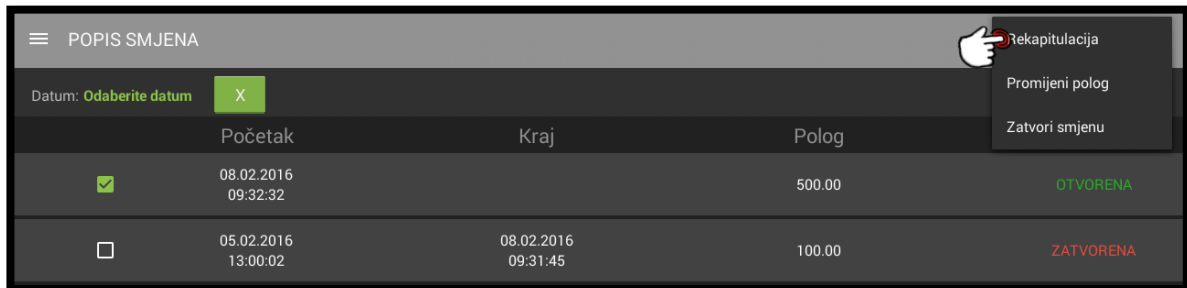 POPIS SMJENA
Rekapitulacija
Promijeni polog
Zatvori smjenu
Datum: Odaberite datum X
Početak Kraj Polog
08.02.2016
09:32:32
500.00 OTVORENA
05.02.2016
13:00:02
08.02.2016
09:31:45
100.00 ZATVORENA